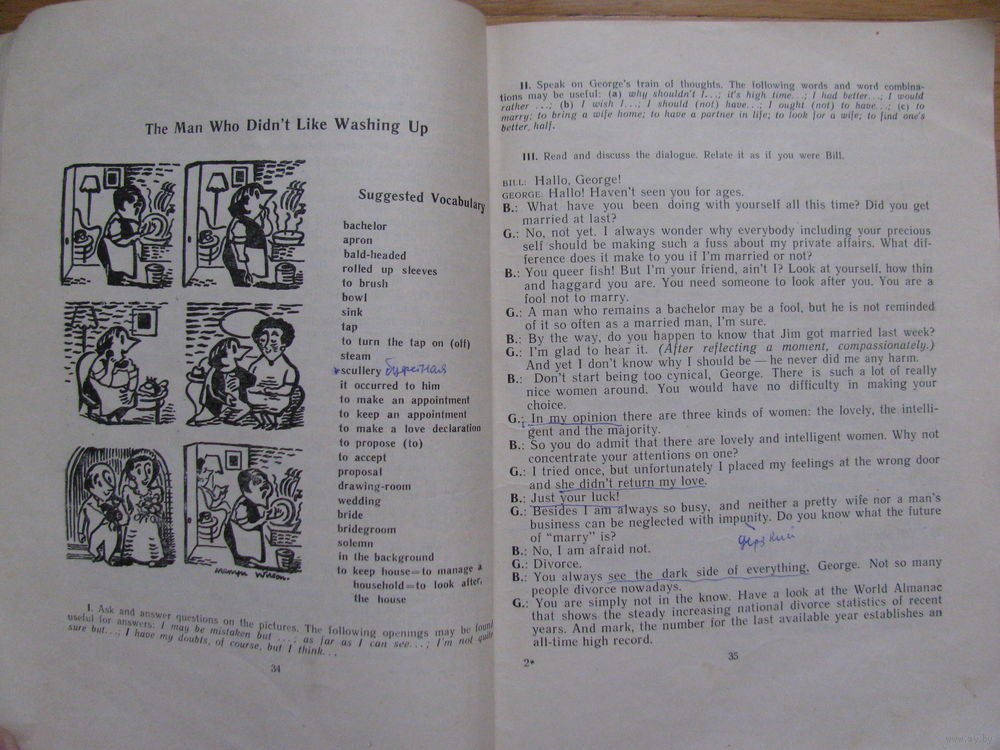 The Man Who Didn't Like Washing Up
Suggested Vocabulary
bachelor
apron
bald-headed
rolled up sleeves
to brush
bowl
sink
tap
to turn the tap on (off)
steam
scullery буфетная
it occurred to him
to make an appointment
to keep an appointment
to make a love declaration
to propose (to)
to accept
proposal
drawing-room
wedding
bride
bridegroom
solemn
in the background
to keep house=to manage a
household=to look after,
the house
I. Ask and answer questions on the pictures. The following openings may be found
useful for answers: I may be mistaken but ...; as far as I can see...; I'm not quite
sure but...; I have my doubts, of course, but I think...
34
II. Speak on George's train of thoughts. The following words and word combina-
tions may be useful: (a) why shouldn't I...; it's high time...; I had better...; I would
rather ...; (b) I wish I...; I should (not) have...; I ought (not) to have...; (c) to
marry; to bring a wife home; to have a partner in life; to look for a wife; to find one's
better, half.
III. Read and discuss the dialogue. Relate it as if you were Bill.
BILL: Hallo, George!
GEORGE: Hallo! Haven't seen you for ages.
B.: What have you been doing with yourself all this time? Did you get
married at last?
G.: No, not yet. I always wonder why everybody including your precious
self should be making such a fuss about my private affairs. What dif-
ference does it make to you if I'm married or not?
B.: You queer fish! But I'm your friend, ain't I? Look at yourself, how thin
and haggard you are. You need someone to look after you. You are a
fool not to marry.
G.: A man who remains a bachelor may be a fool, but he is not reminded
of it so often as a married man, I'm sure.
B.: By the way, do you happen to know that Jim got married last week?
G.: I'm glad to hear it. (After reflecting a moment, compassionately.)
And yet I don't know why I should be — he never did me any harm.
B.: Don't start being too cynical, George. There is such a lot of really
nice women around. You would have no difficulty in making your
choice.
G.: In my opinion there are three kinds of women: the lovely, the intelli-
gent and the majority.
B.: So you do admit that there are lovely and intelligent women. Why not
concentrate your attentions on one?
G.: I tried once, but unfortunately I placed my feelings at the wrong door
and she didn't return my love.
B.: Just your luck!
G.: Besides I am always so busy, and neither a pretty wife nor a man's
business can be neglected with impunity. Do you know what the future
of "marry" is?
B.: No, I am afraid not.
G.: Divorce.
B.: You always see the dark side of everything, George. Not so many
people divorce nowadays.
G.: You are simply not in the know. Have a look at the World Almanac
that shows the steady increasing national divorce statistics of recent
years. And mark, the number for the last available year establishes an
all-time high record.
2*
35
www.ay.by